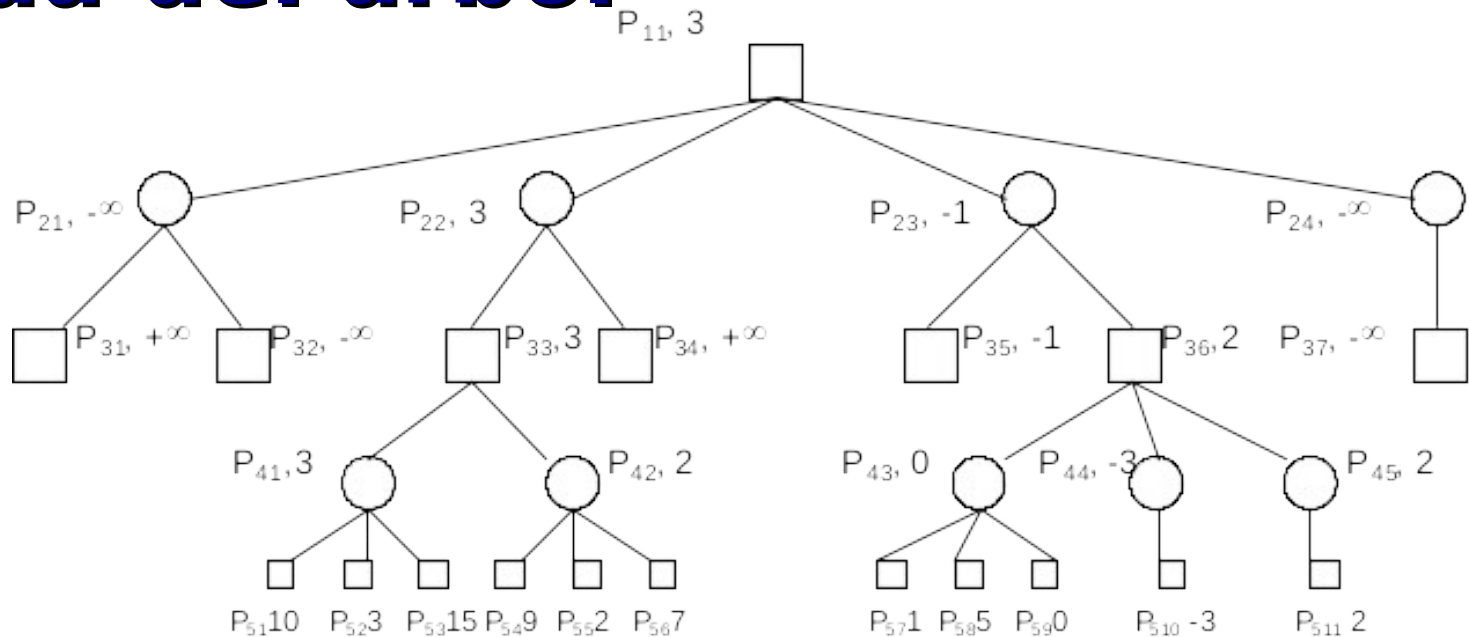 del árbol
P11, 3
P21, -∞ P22, 3 P23, -1 P24, -∞
P31, +∞ P32, -∞ P33,3 P34, +∞ P35, -1 P36,2 P37, -∞
P41,3 P42, 2 P43, 0 P44, -3 P45, 2
P5110 P523 P5315 P549 P552 P567 P571 P585 P590 P510 -3 P511 2